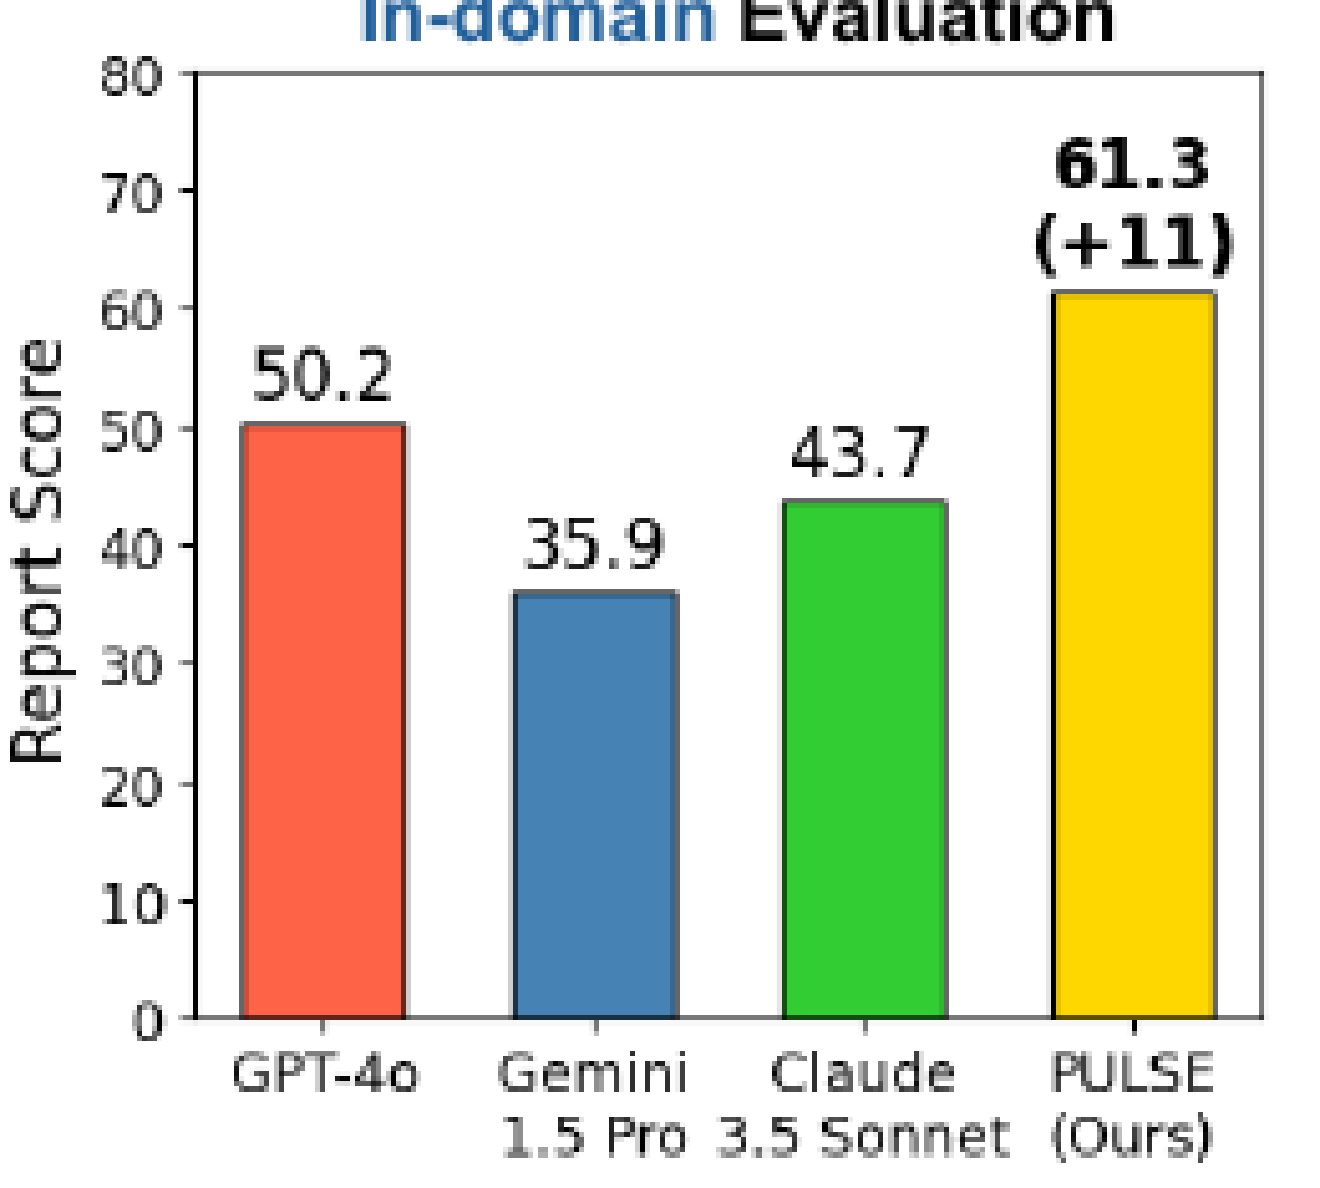 In-domain Evaluation
80
70
60
50
40
30
20
10
0
Report Score
50.2
35.9
43.7
61.3
(+11)
GPT-4o
Gemini
1.5 Pro
Claude
3.5 Sonnet
PULSE
(Ours)